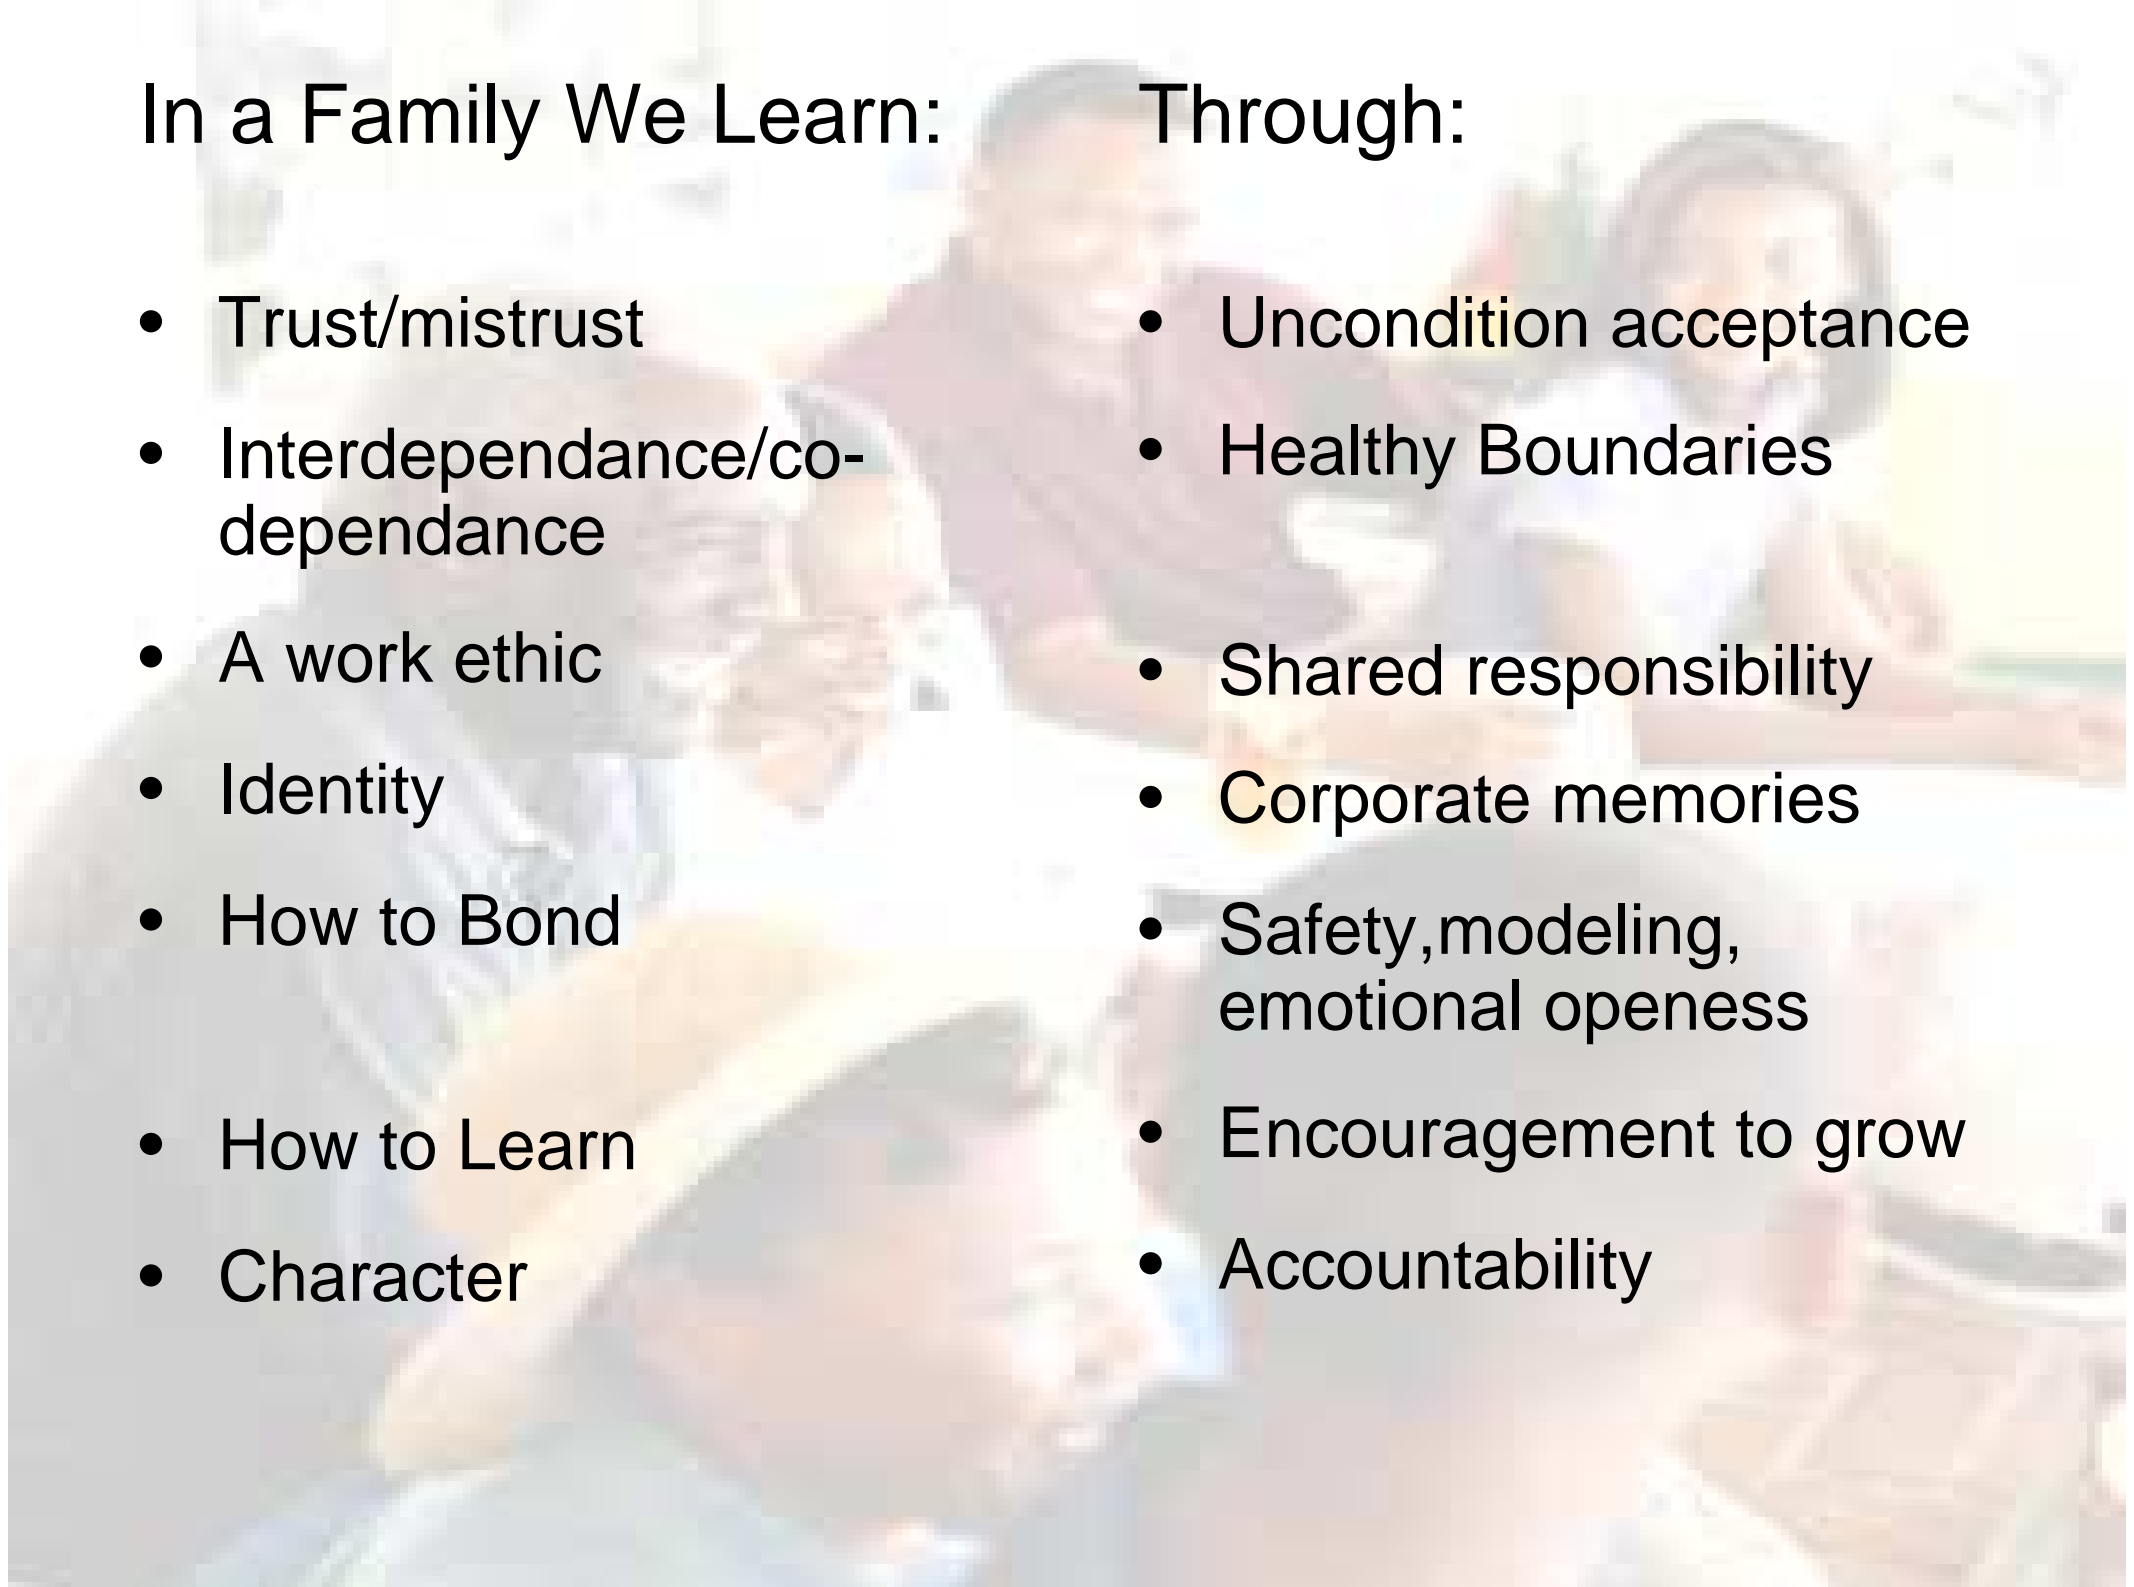 In a Family We Learn:
• Trust/mistrust
• Interdependance/co-
dependance
• A work ethic
• Identity
• How to Bond
• How to Learn
• Character
Through:
• Uncondition acceptance
• Healthy Boundaries
• Shared responsibility
• Corporate memories
• Safety,modeling,
emotional openess
• Encouragement to grow
• Accountability